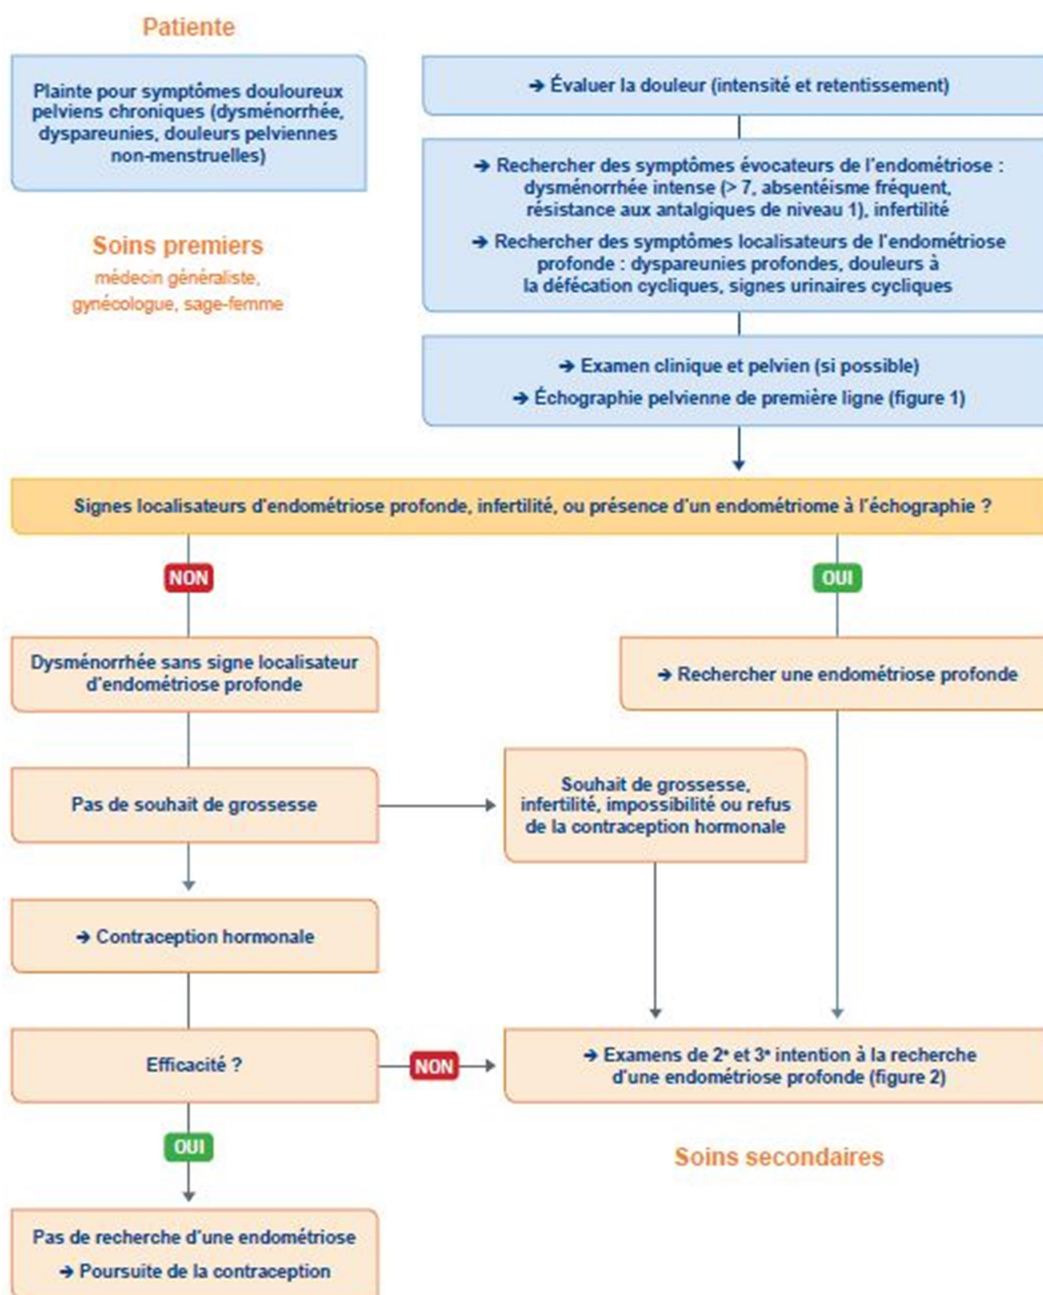 Patiente
Plainte pour symptômes douloureux
pelviens chroniques (dysménorrhée,
dyspareunies, douleurs pelviennes
non-menstruelles)
Soins premiers
médecin généraliste,
gynécologue, sage-femme
➔ Évaluer la douleur (intensité et retentissement)
➔ Rechercher des symptômes évocateurs de l'endométriose :
dysménorrhée intense (> 7, absentéisme fréquent,
résistance aux antalgiques de niveau 1), infertilité
➔ Rechercher des symptômes localisateurs de l'endométriose
profonde : dyspareunies profondes, douleurs à
la défécation cycliques, signes urinaires cycliques
➔ Examen clinique et pelvien (si possible)
➔ Échographie pelvienne de première ligne (figure 1)
Signes localisateurs d'endométriose profonde, infertilité, ou présence d'un endométriome à l'échographie ?
NON
OUI
Dysménorrhée sans signe localisateur
d'endométriose profonde
➔ Rechercher une endométriose profonde
Pas de souhait de grossesse
Souhait de grossesse,
infertilité, impossibilité ou refus
de la contraception hormonale
➔ Contraception hormonale
Efficacité ?
NON
➔ Examens de 2ᵉ et 3ᵉ intention à la recherche
d'une endométriose profonde (figure 2)
OUI
Soins secondaires
Pas de recherche d'une endométriose
➔ Poursuite de la contraception